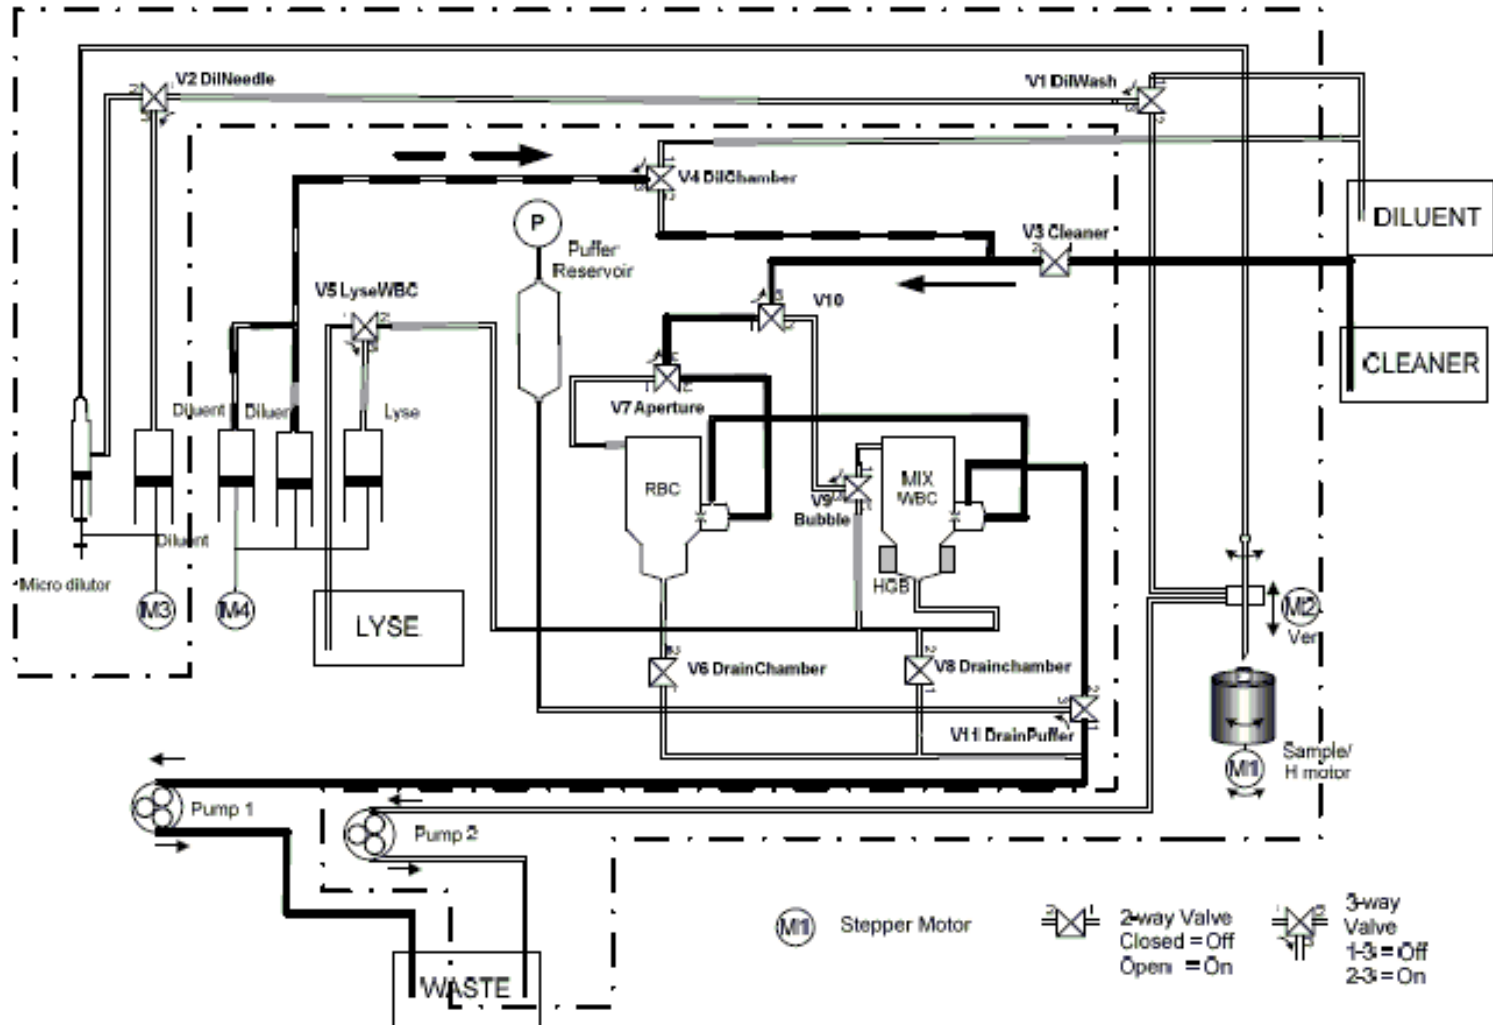 V2 DilNeedle
V1 DilWash
V4 DilChamber
DILUENT
P
Puffer
Reservoir
V3 Cleaner
V5 LyseWBC
V10
CLEANER
V7 Aperture
Diluent
Diluer
Lyse
RBC
MIX
WBC
V9
Bubble
Diluent
HGB
Micro dilutor
M3
M4
LYSE
M2
Ver
V6 DrainChamber
V8 Drainchamber
V11 DrainPuffer
Sample/
H motor
M1
Pump 1
Pump 2
M1
Stepper Motor
2-way Valve
Closed = Off
Open = On
3-way
Valve
1-3 = Off
2-3 = On
WASTE